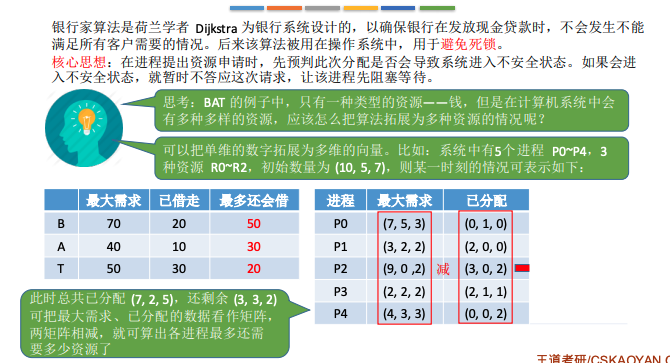 银行家算法是荷兰学者 Dijkstra 为银行系统设计的，以确保银行在发放现金贷款时，不会发生不能
满足所有客户需要的情况。后来该算法被用在操作系统中，用于避免死锁。
核心思想：在进程提出资源申请时，先预判此次分配是否会导致系统进入不安全状态。如果会进
入不安全状态，就暂时不答应这次请求，让该进程先阻塞等待。
思考：BAT 的例子中，只有一种类型的资源——钱，但是在计算机系统中会
有多种多样的资源，应该怎么把算法拓展为多种资源的情况呢？
可以把单维的数字拓展为多维的向量。比如：系统中有5个进程 P0~P4，3
种资源 R0~R2，初始数量为 (10, 5, 7)，则某一时刻的情况可表示如下：
最大需求 已借走 最多还会借
B 70 20 50
A 40 10 30
T 50 30 20
进程 最大需求 已分配
P0 (7, 5, 3) (0, 1, 0)
P1 (3, 2, 2) (2, 0, 0)
P2 (9, 0 ,2) 减 (3, 0, 2)
P3 (2, 2, 2) (2, 1, 1)
P4 (4, 3, 3) (0, 0, 2)
此时总共已分配 (7, 2, 5)，还剩余 (3, 3, 2)
可把最大需求、已分配的数据看作矩阵，
两矩阵相减，就可算出各进程最多还需
要多少资源了
王道考研/CSKAOYAN.C